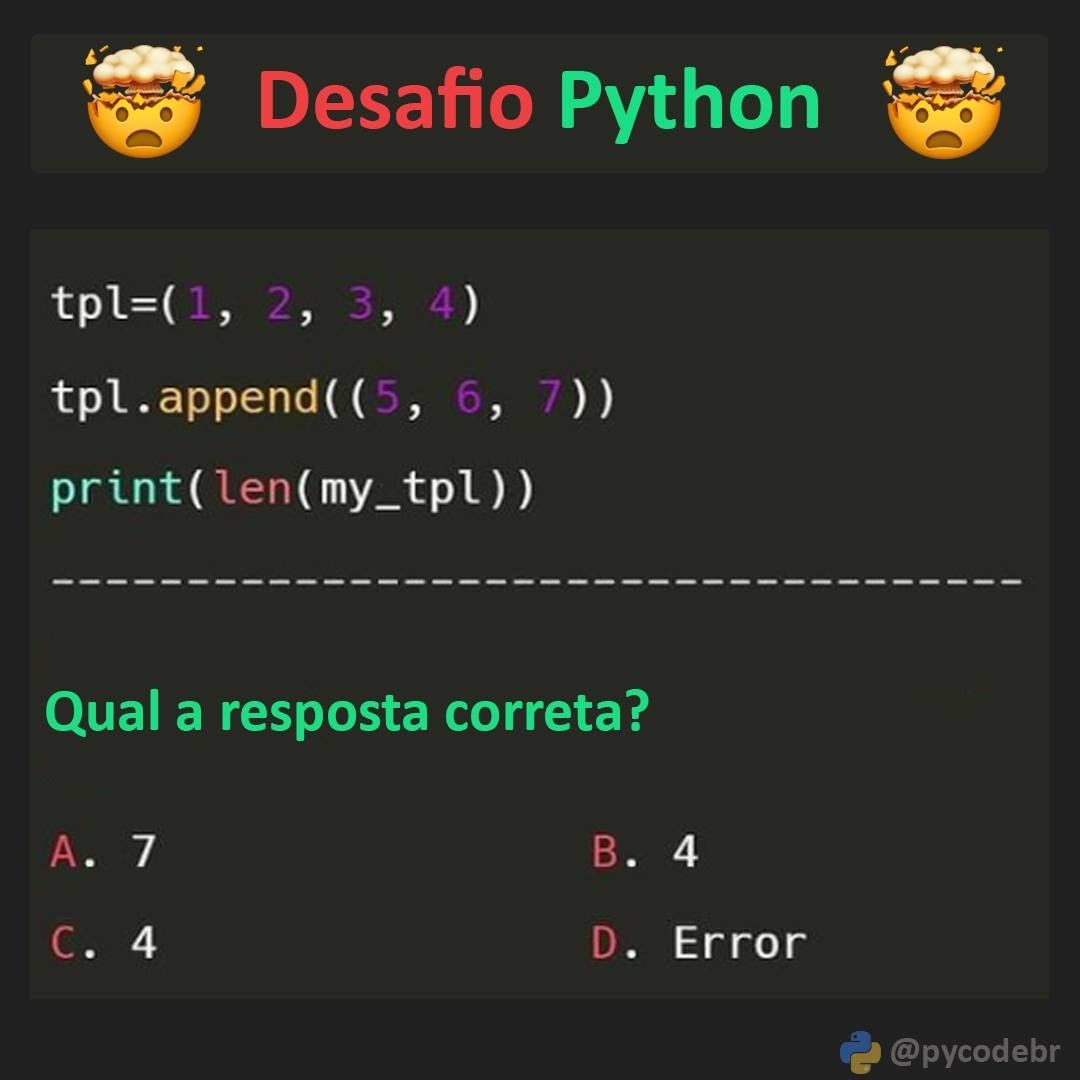 Desafio Python
tpl=(1, 2, 3, 4)
tpl.append((5, 6, 7))
print(len(my_tpl))
------------------------------------
Qual a resposta correta?
A. 7 B. 4
C. 4 D. Error
@pycodebr